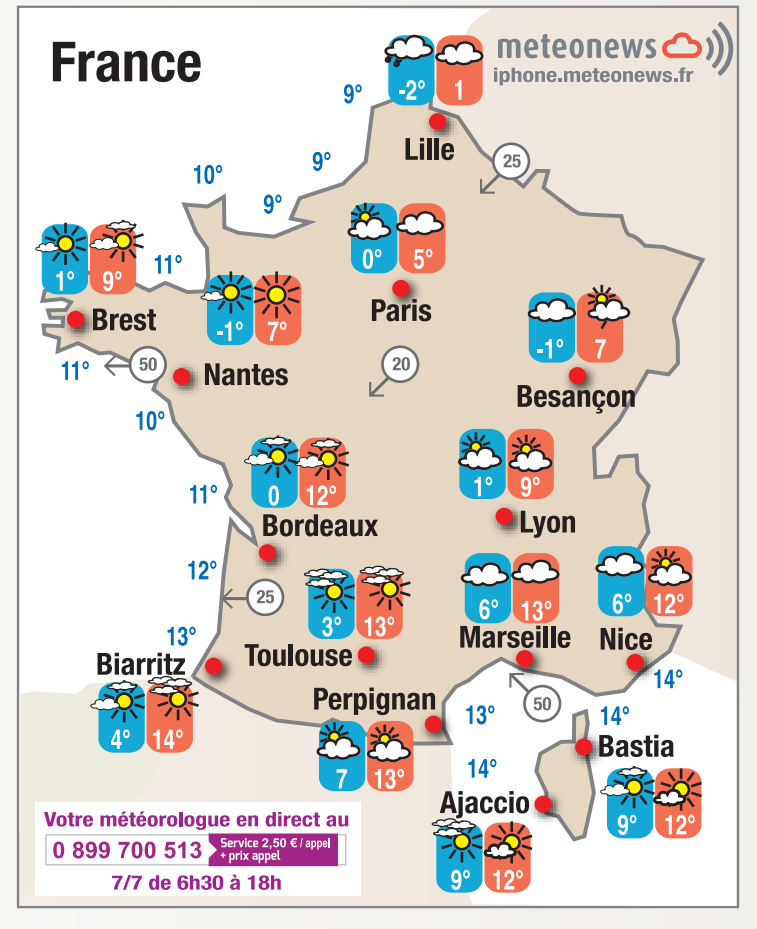 France
meteonews
iphone.meteonews.fr
-2° 1
9°
Lille
9°
25
10°
9°
0° 5°
1° 9°
11°
Paris
-1° 7°
Brest
-1° 7
11°
50
Nantes
20
Besançon
10°
1° 9°
0 12°
11°
Lyon
Bordeaux
12°
25
3° 13°
6° 13°
6° 12°
13°
Biarritz
Toulouse
Marseille
Nice
14°
4° 14°
Perpignan
13°
50
14°
7 13°
14°
Bastia
Ajaccio
9° 12°
9° 12°
Votre météorologue en direct au
0 899 700 513
Service 2,50 € / appel
+ prix appel
7/7 de 6h30 à 18h